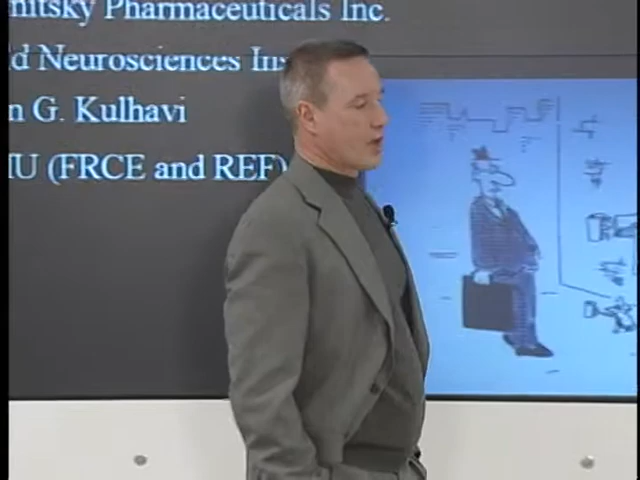 nitsky Pharmaceuticals Inc.
d Neurosciences Ins
n G. Kulhavi
IU (FRCE and REF)